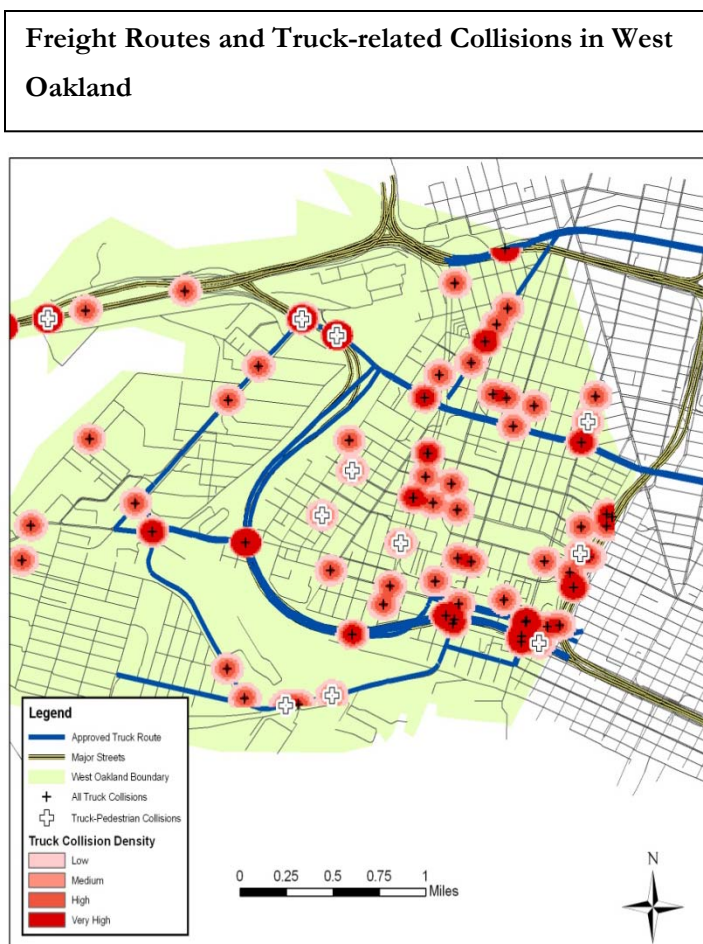 Freight Routes and Truck-related Collisions in West
Oakland
Legend
Approved Truck Route
Major Streets
West Oakland Boundary
All Truck Collisions
Truck-Pedestrian Collisions
Truck Collision Density
Low
Medium
High
Very High
0 0.25 0.5 0.75 1
Miles
N